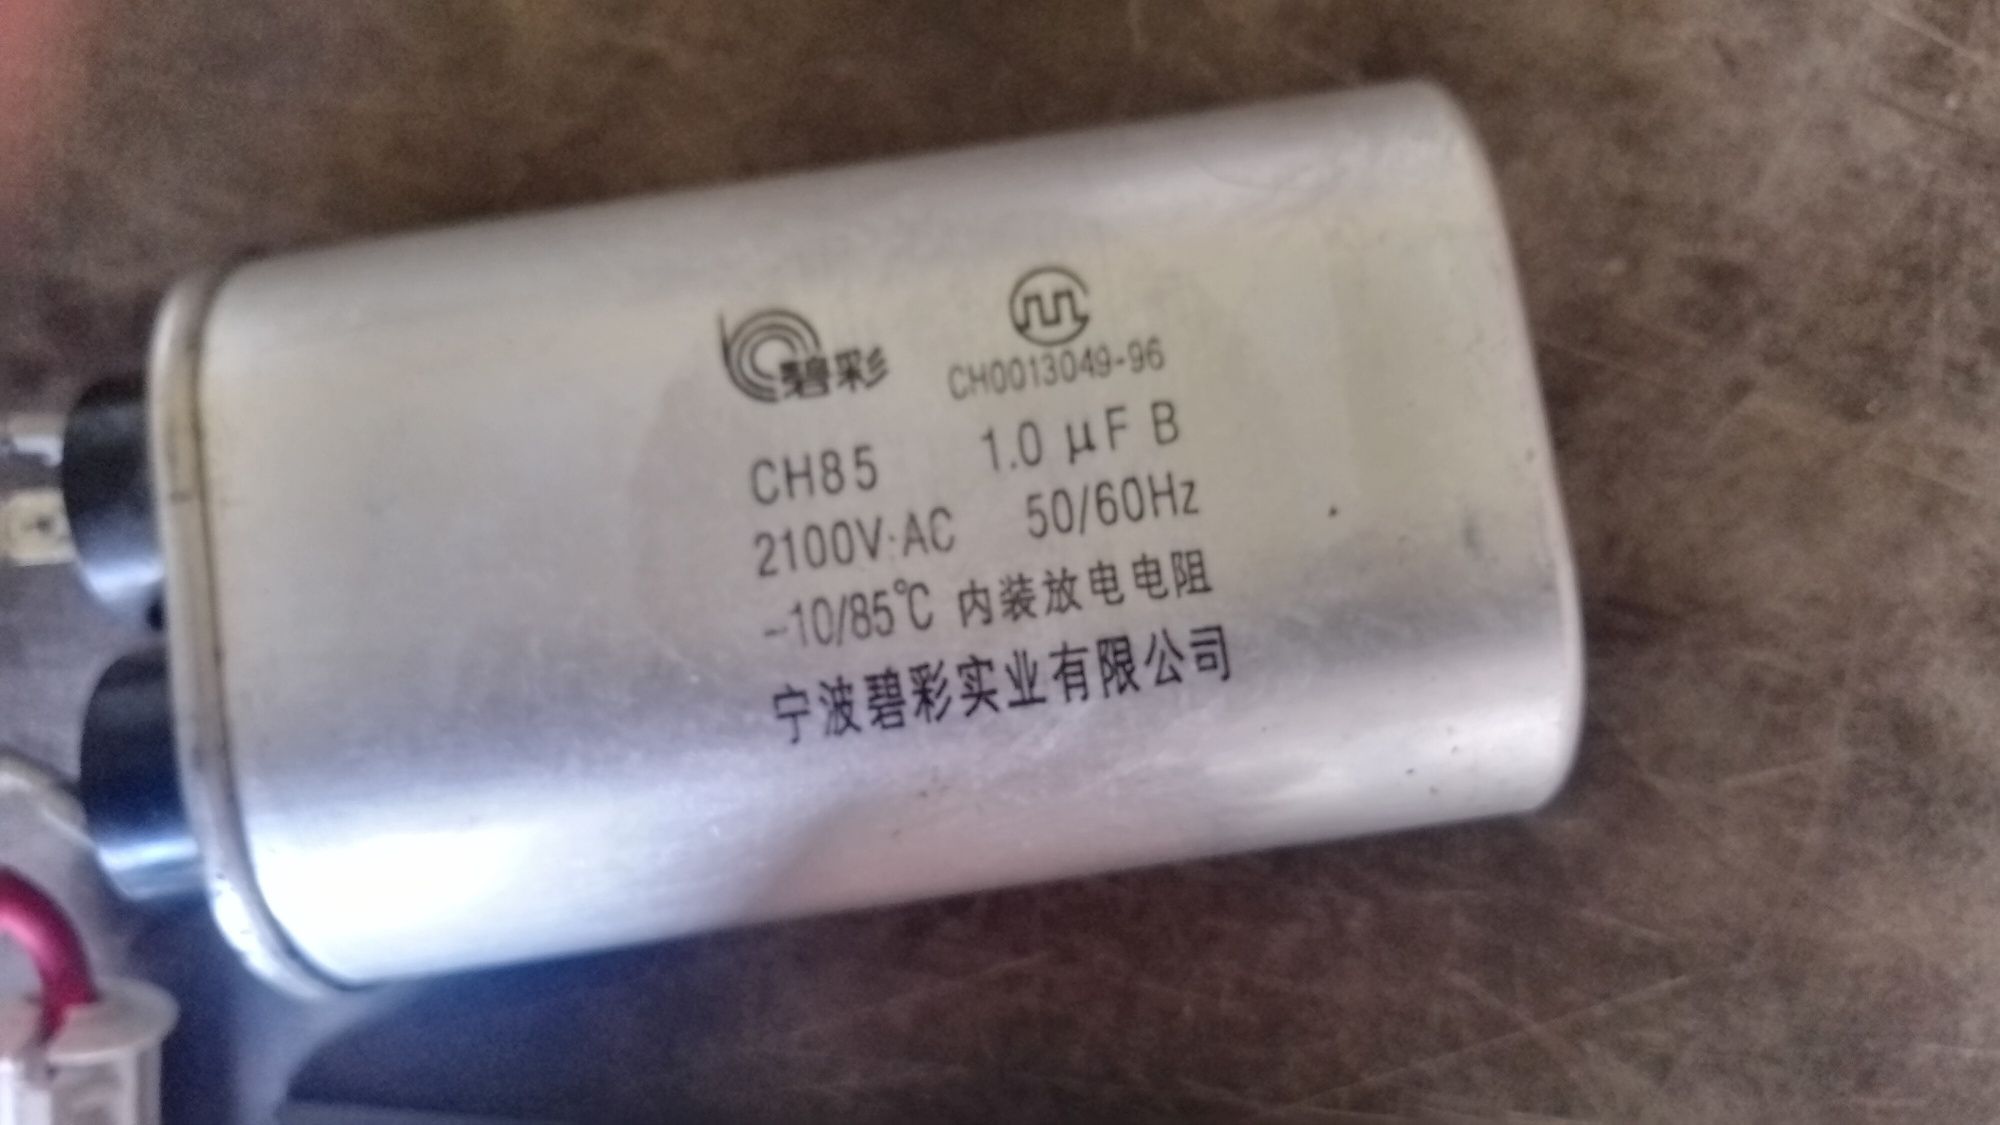 碧彩
CH0013049-96
CH85 1.0 μF B
2100V·AC 50/60Hz
-10/85℃ 内装放电电阻
宁波碧彩实业有限公司